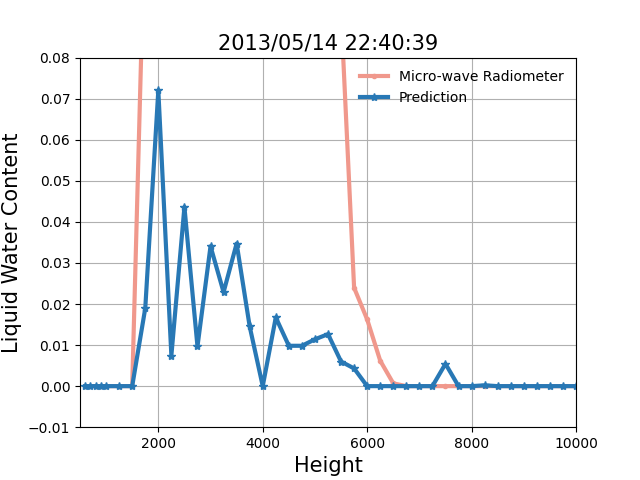 2013/05/14 22:40:39
Liquid Water Content
0.08
0.07
0.06
0.05
0.04
0.03
0.02
0.01
0.00
−0.01
Micro-wave Radiometer
Prediction
2000 4000 6000 8000 10000
Height